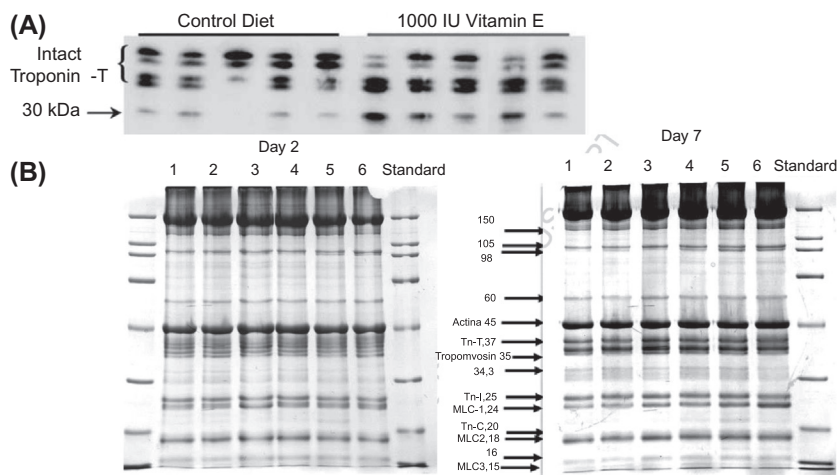 (A)
Control Diet
1000 IU Vitamin E
Intact
Troponin -T
30 kDa
(B)
Day 2
1 2 3 4 5 6 Standard
Day 7
1 2 3 4 5 6 Standard
150
105
98
60
Actina 45
Tn-T,37
Tropomvosin 35
34,3
Tn-I,25
MLC-1,24
Tn-C,20
MLC2,18
16
MLC3,15